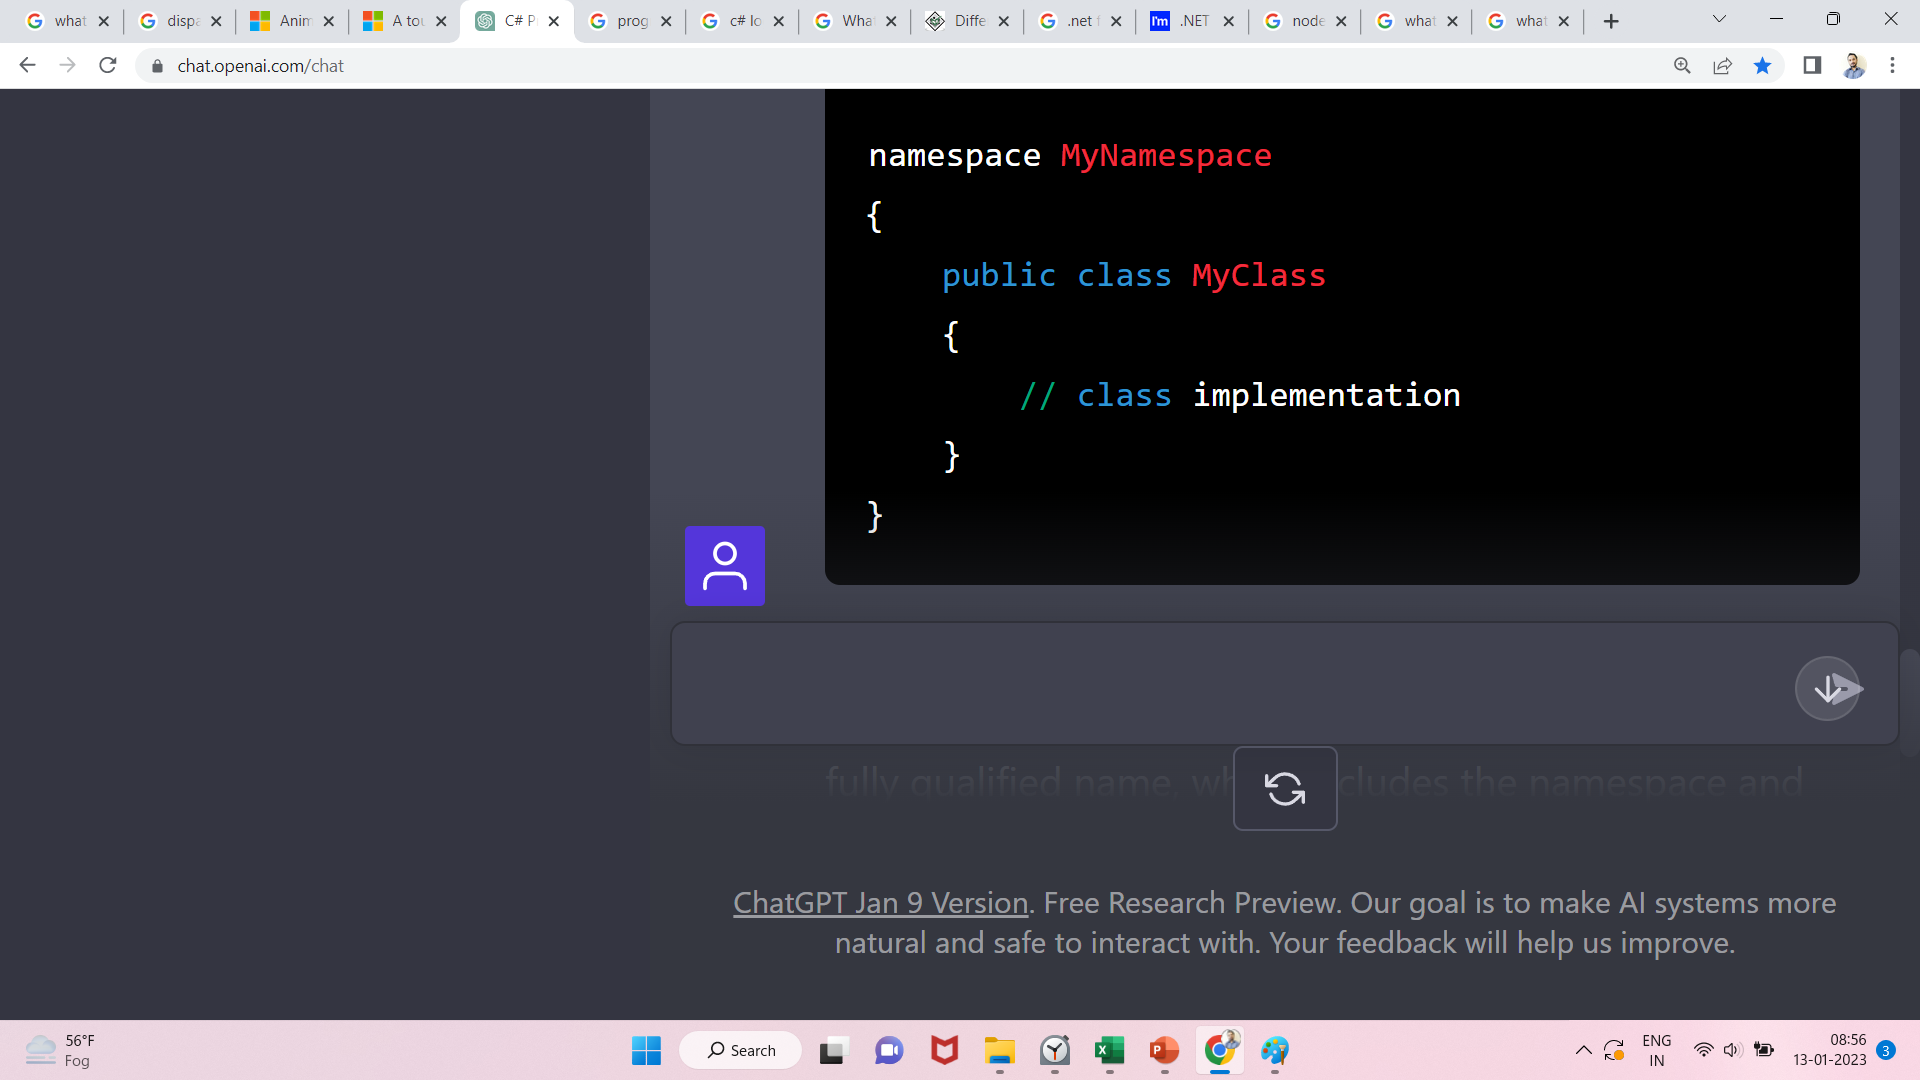 what
dispa
Anim
A tou
C# P
prog
c# lo
What
Diffe
.net f
I'm .NET
node
what
what
chat.openai.com/chat
namespace MyNamespace
{
public class MyClass
{
// class implementation
}
}
fully qualified name, wh cludes the namespace and
ChatGPT Jan 9 Version. Free Research Preview. Our goal is to make AI systems more
natural and safe to interact with. Your feedback will help us improve.
56°F
Fog
Search
X
P
ENG
IN
08:56
13-01-2023
3